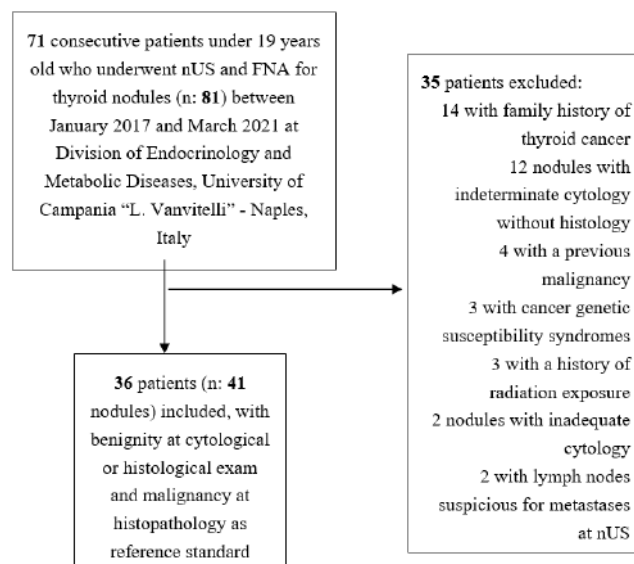 71 consecutive patients under 19 years
old who underwent nUS and FNA for
thyroid nodules (n: 81) between
January 2017 and March 2021 at
Division of Endocrinology and
Metabolic Diseases, University of
Campania “L. Vanvitelli” - Naples,
Italy
35 patients excluded:
14 with family history of
thyroid cancer
12 nodules with
indeterminate cytology
without histology
4 with a previous
malignancy
3 with cancer genetic
susceptibility syndromes
3 with a history of
radiation exposure
2 nodules with inadequate
cytology
2 with lymph nodes
suspicious for metastases
at nUS
36 patients (n: 41
nodules) included, with
benignity at cytological
or histological exam
and malignancy at
histopathology as
reference standard